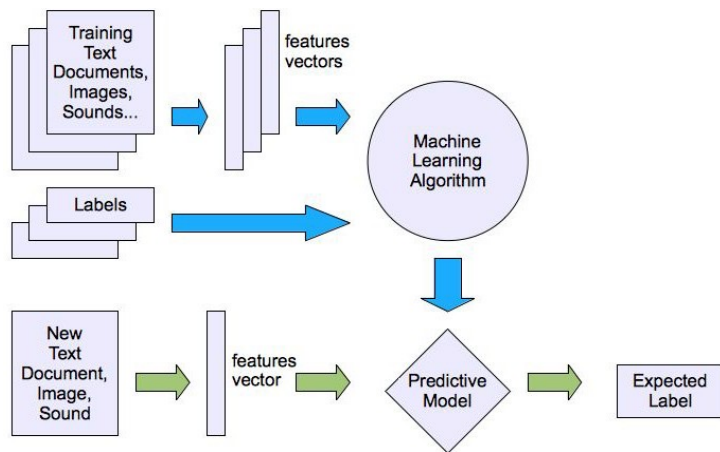 Training
Text
Documents,
Images,
Sounds...
features
vectors
Machine
Learning
Algorithm
Labels
New
Text
Document,
Image,
Sound
features
vector
Predictive
Model
Expected
Label